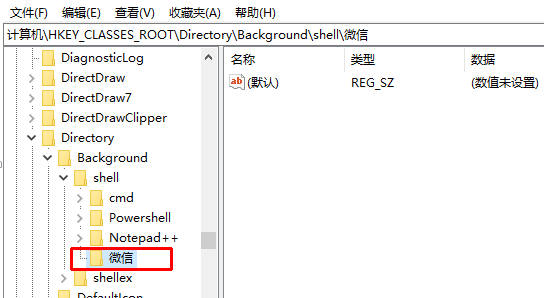 文件(F) 编辑(E) 查看(V) 收藏夹(A) 帮助(H)
计算机\HKEY_CLASSES_ROOT\Directory\Background\shell\微信
名称 类型 数据
DiagnosticLog
ab (默认) REG_SZ (数值未设置)
DirectDraw
DirectDraw7
DirectDrawClipper
Directory
Background
shell
cmd
Powershell
Notepad++
微信
shellex
DefaultIcon